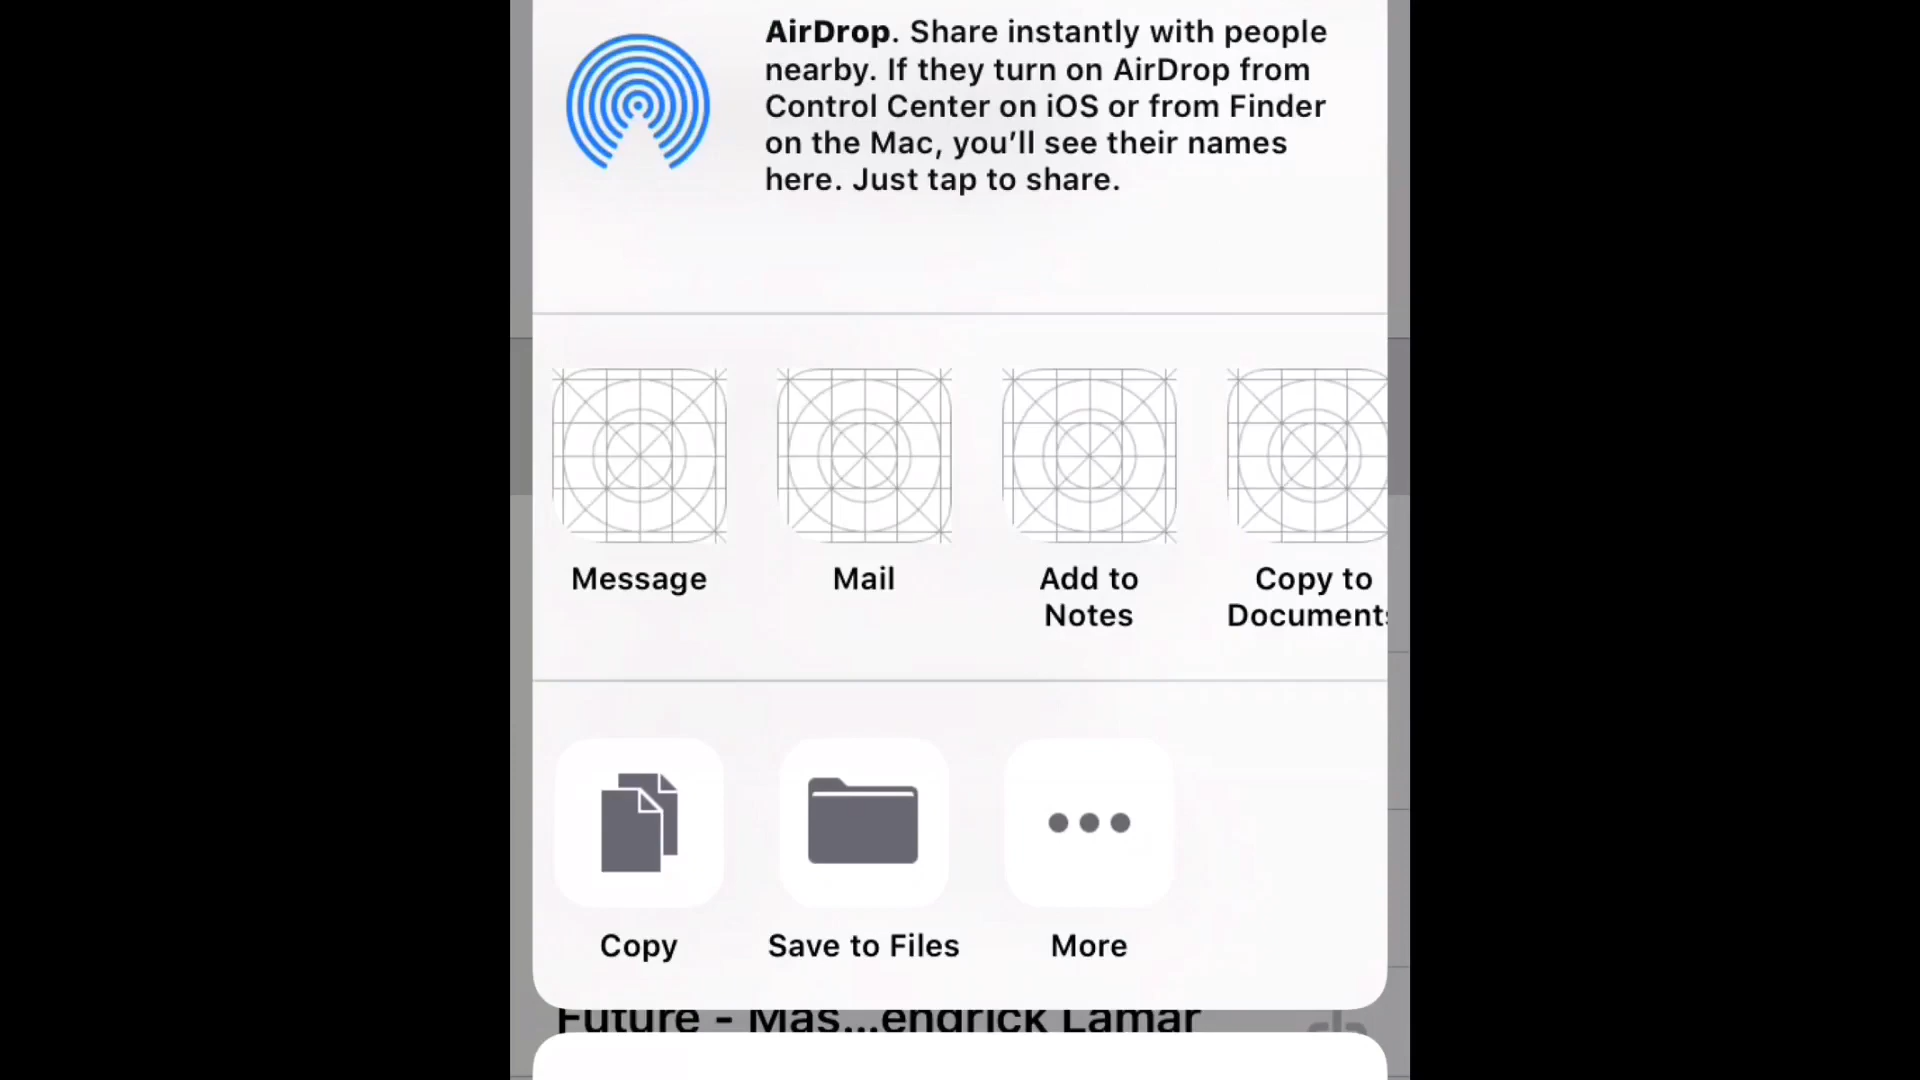 AirDrop. Share instantly with people
nearby. If they turn on AirDrop from
Control Center on iOS or from Finder
on the Mac, you’ll see their names
here. Just tap to share.
Message
Mail
Add to
Notes
Copy to
Documents
Copy
Save to Files
More
Future - Mas...endrick Lamar